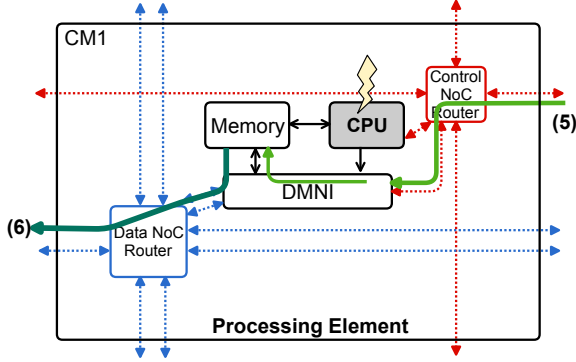 CM1
Control
NoC
Router
(5)
Memory
CPU
DMNI
(6)
Data NoC
Router
Processing Element